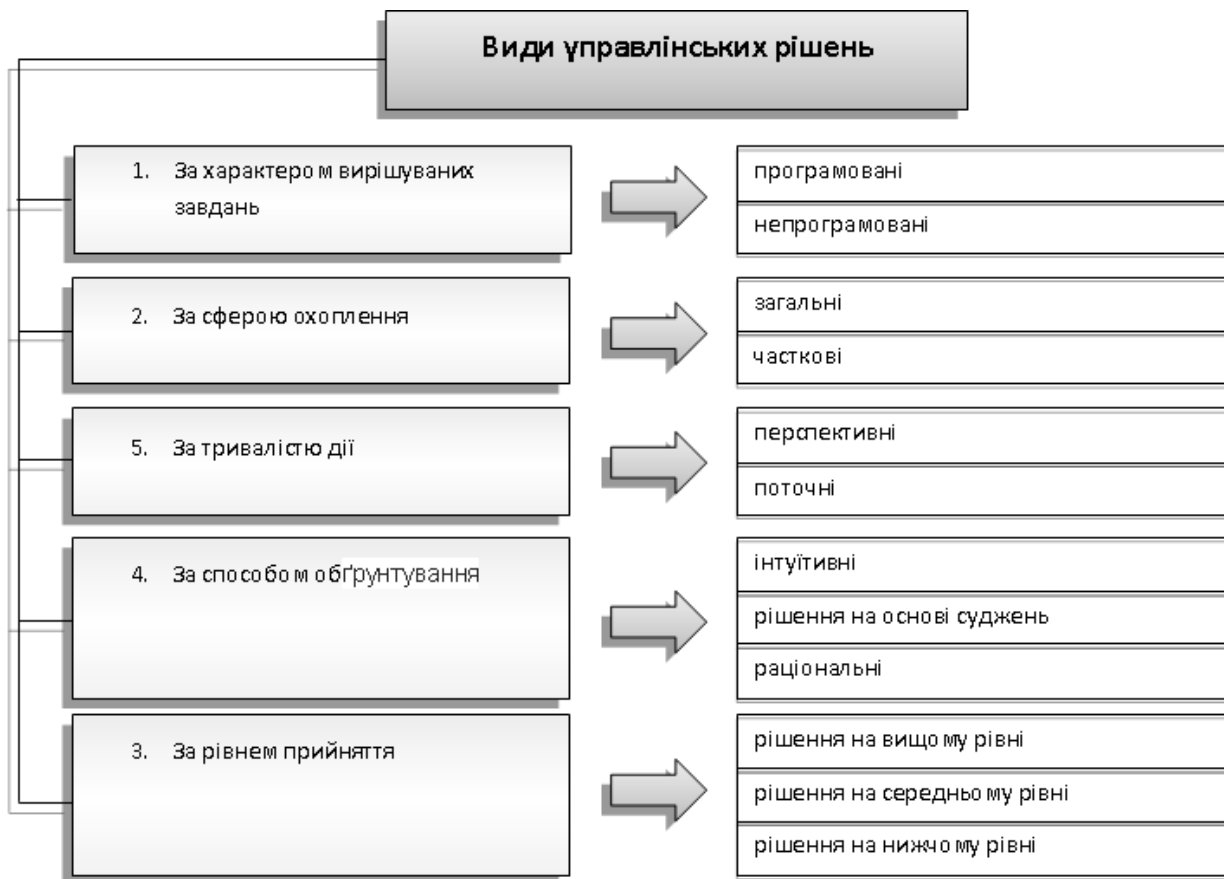 Види управлінських рішень
1. За характером вирішуваних
завдань
програмовані
непрограмовані
2. За сферою охоплення
загальні
часткові
5. За тривалістю дії
перспективні
поточні
4. За способом обґрунтування
інтуїтивні
рішення на основі суджень
раціональні
3. За рівнем прийняття
рішення на вищому рівні
рішення на середньому рівні
рішення на нижчому рівні